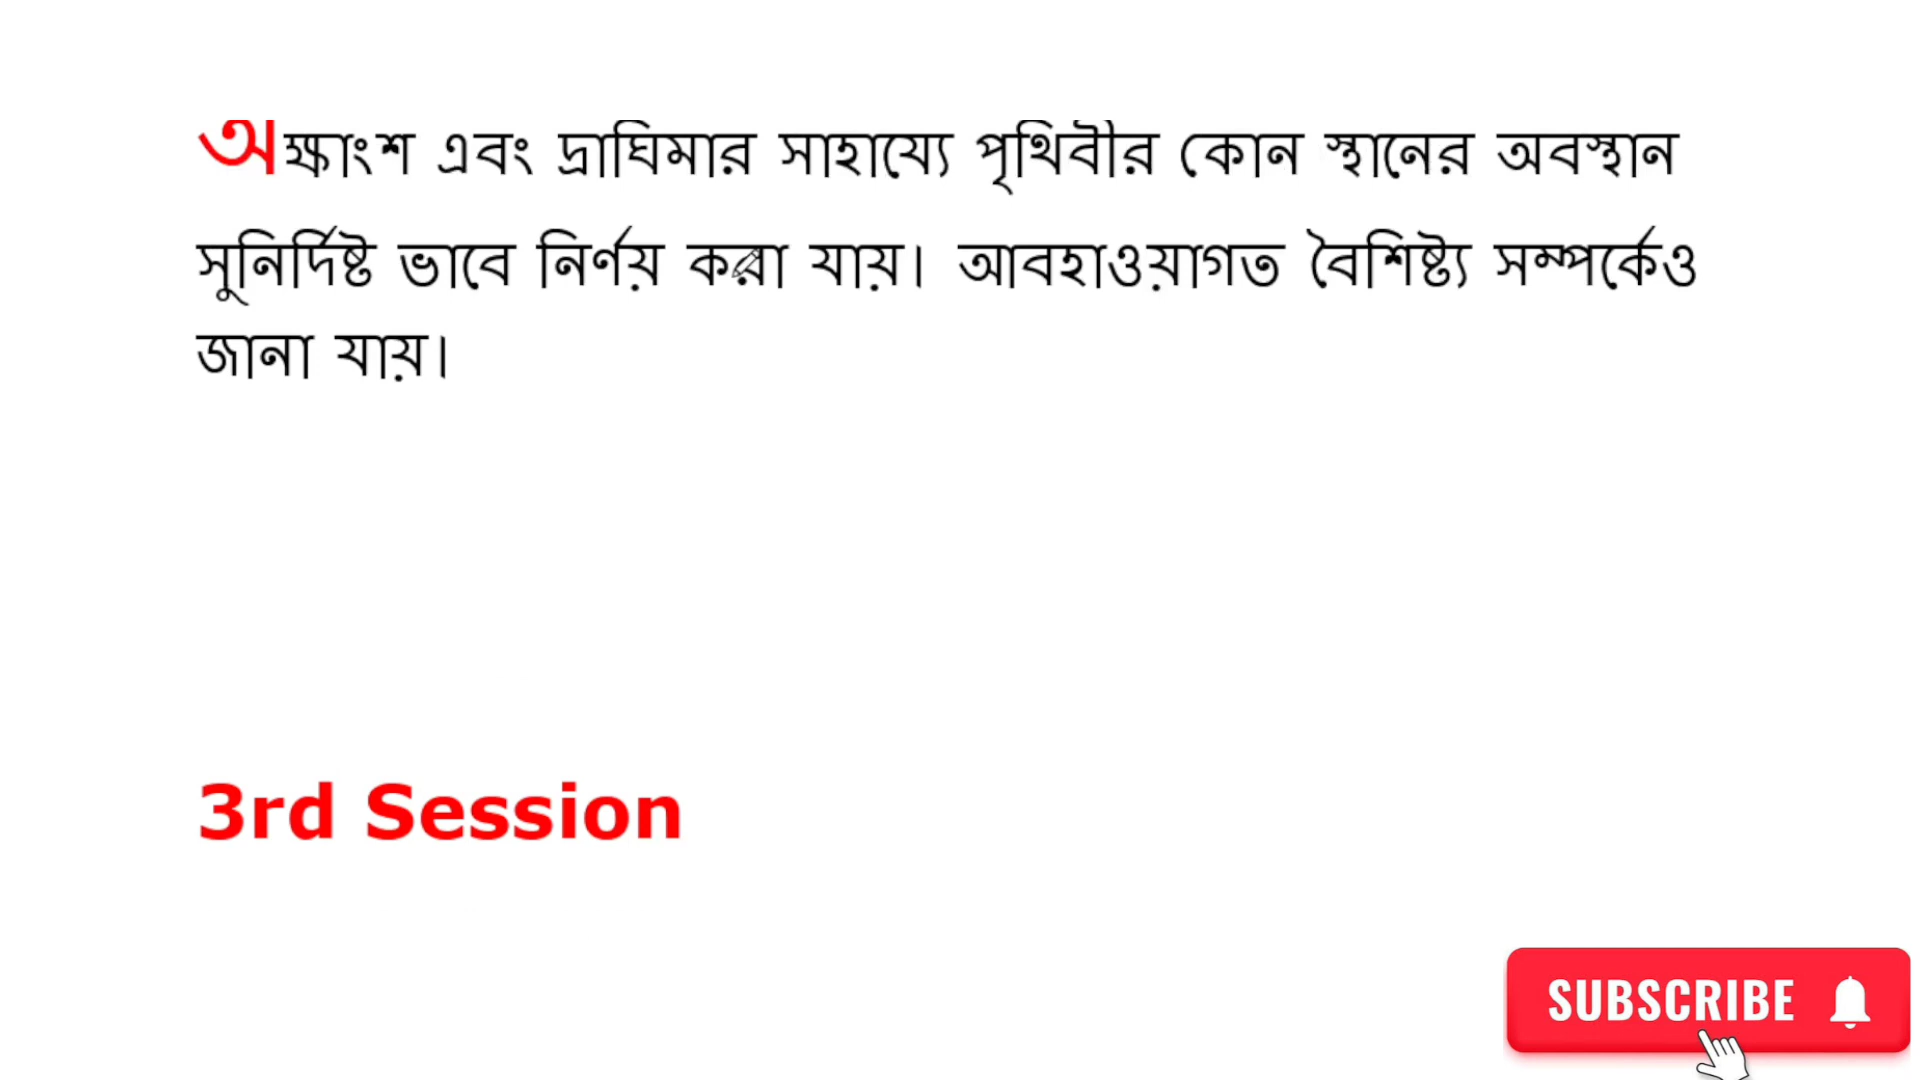 অক্ষাংশ এবং দ্রাঘিমার সাহায্যে পৃথিবীর কোন স্থানের অবস্থান
সুনির্দিষ্ট ভাবে নির্ণয় করা যায়। আবহাওয়াগত বৈশিষ্ট্য সম্পর্কেও
জানা যায়।
3rd Session
SUBSCRIBE